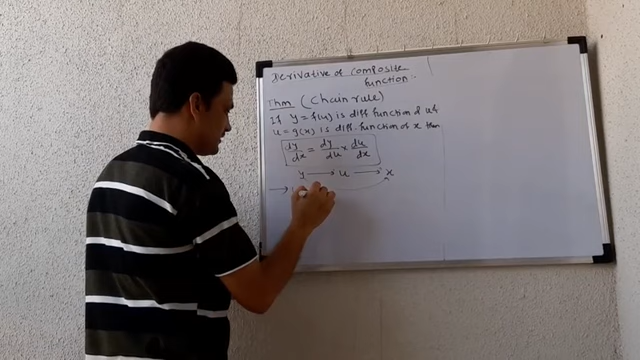 Derivative of composite
function:-
Thm (Chain rule)
If y = f(u) is diff function of u &
u = g(x) is diff. function of x then
dy/dx = dy/du × du/dx
y → u → x
→